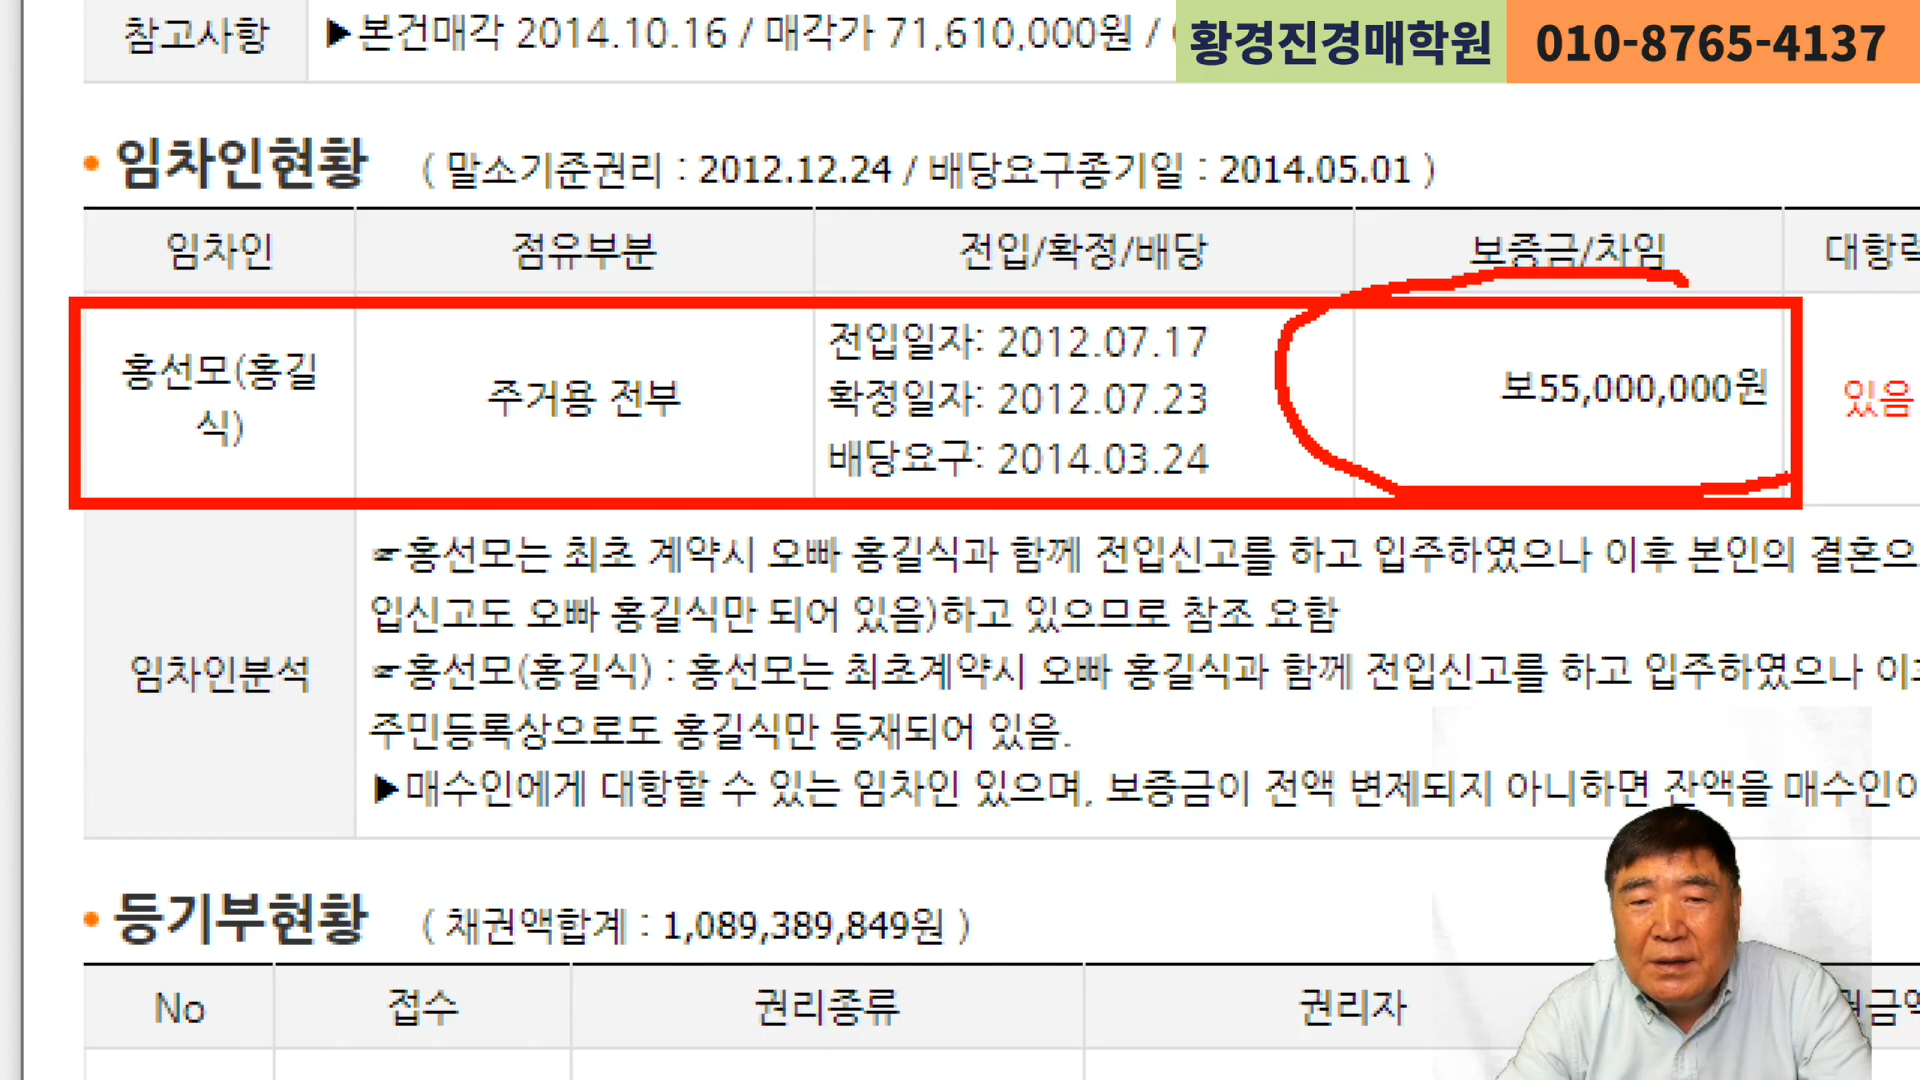 참고사항 ▶본건매각 2014.10.16 / 매각가 71,610,000원 /
황경진경매학원 010-8765-4137
임차인현황 ( 말소기준권리 : 2012.12.24 / 배당요구종기일 : 2014.05.01 )
임차인 점유부분 전입/확정/배당 보증금/차임 대항력
홍선모(홍길
식)
주거용 전부
전입일자: 2012.07.17
확정일자: 2012.07.23
배당요구: 2014.03.24
보55,000,000원
있음
임차인분석
☞홍선모는 최초 계약시 오빠 홍길식과 함께 전입신고를 하고 입주하였으나 이후 본인의 결혼으
입신고도 오빠 홍길식만 되어 있음)하고 있으므로 참조 요함
☞홍선모(홍길식) : 홍선모는 최초계약시 오빠 홍길식과 함께 전입신고를 하고 입주하였으나 이
주민등록상으로도 홍길식만 등재되어 있음.
▶매수인에게 대항할 수 있는 임차인 있으며, 보증금이 전액 변제되지 아니하면 잔액을 매수인이
등기부현황 ( 채권액합계 : 1,089,389,849원 )
No 접수 권리종류 권리자